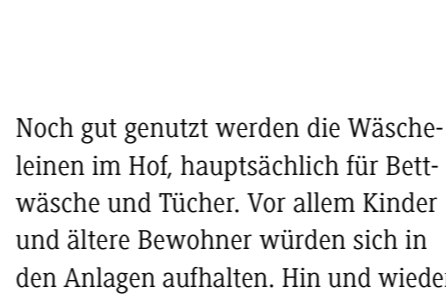 Noch gut genutzt werden die Wäsche-
leinen im Hof, hauptsächlich für Bett-
wäsche und Tücher. Vor allem Kinder
und ältere Bewohner würden sich in
den Anlagen aufhalten. Hin und